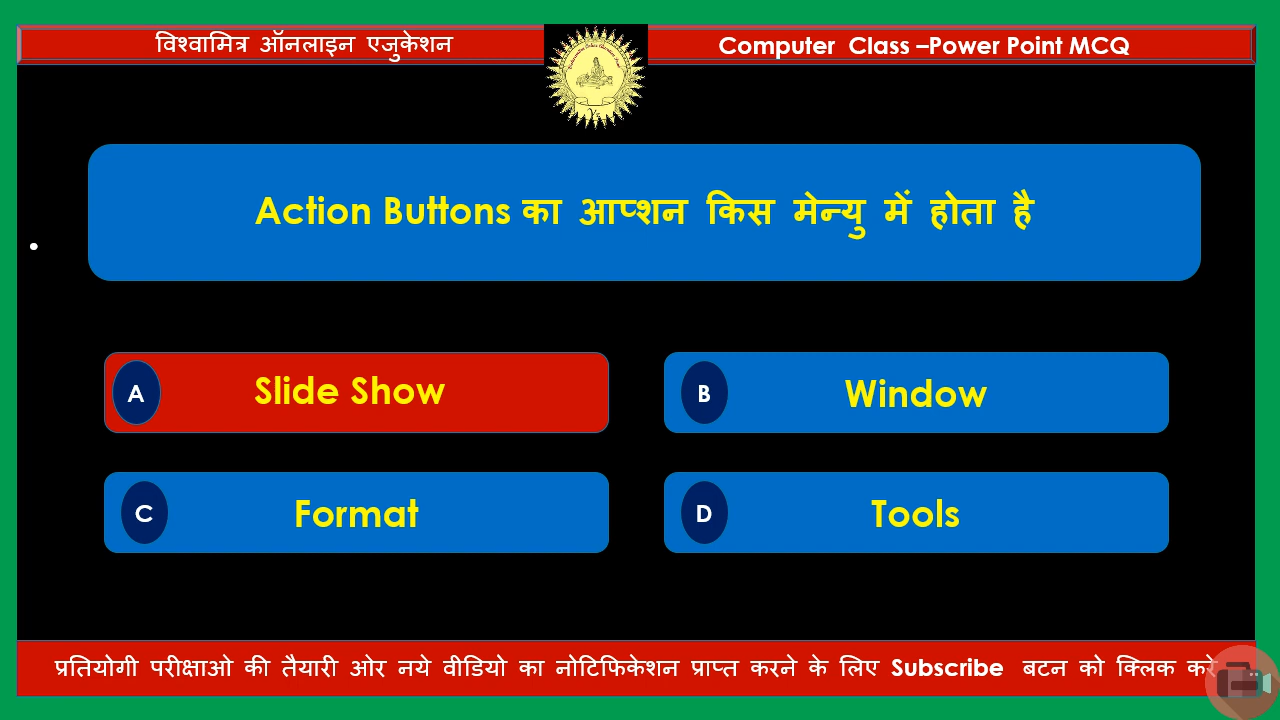 विश्वामित्र ऑनलाइन एजुकेशन
Computer Class –Power Point MCQ
Action Buttons का आप्शन किस मेन्यु में होता है
A Slide Show
B Window
C Format
D Tools
प्रतियोगी परीक्षाओ की तैयारी ओर नये वीडियो का नोटिफिकेशन प्राप्त करने के लिए Subscribe बटन को क्लिक करे